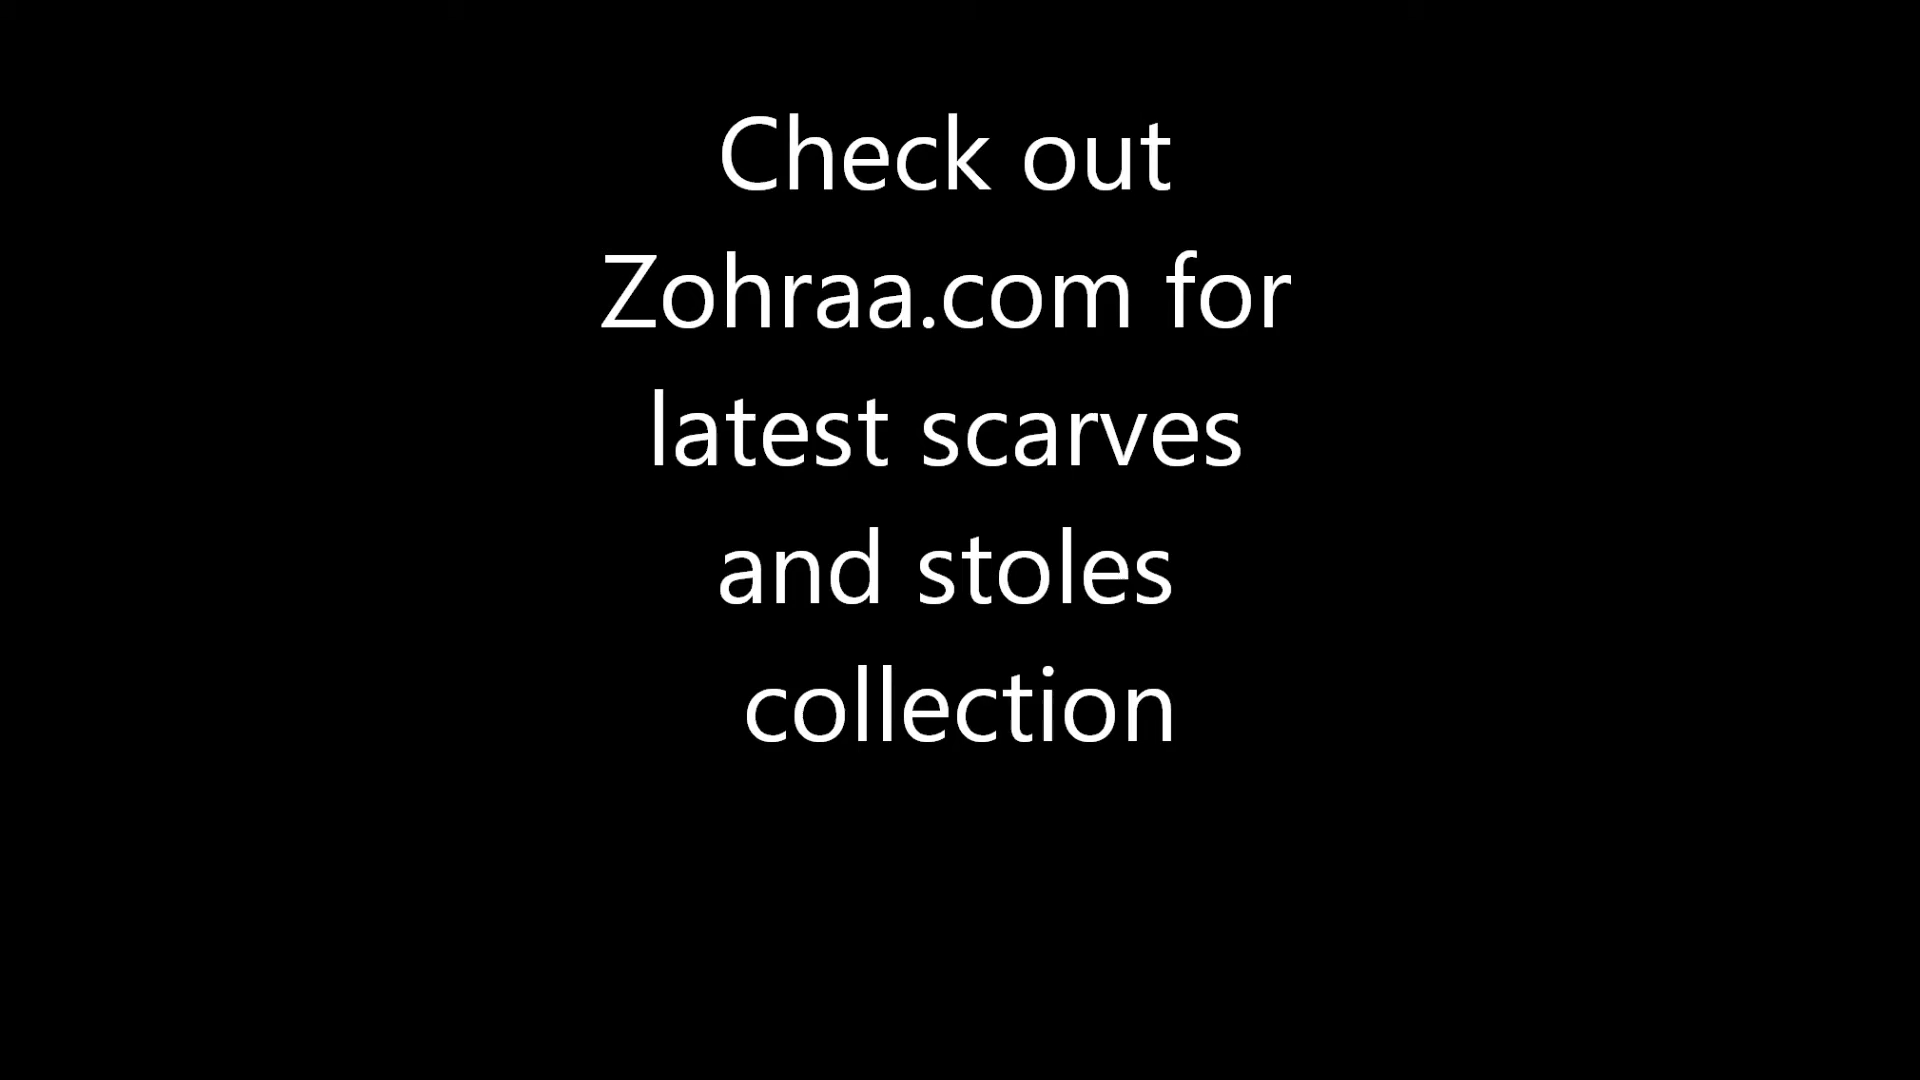 Check out
Zohraa.com for
latest scarves
and stoles
collection